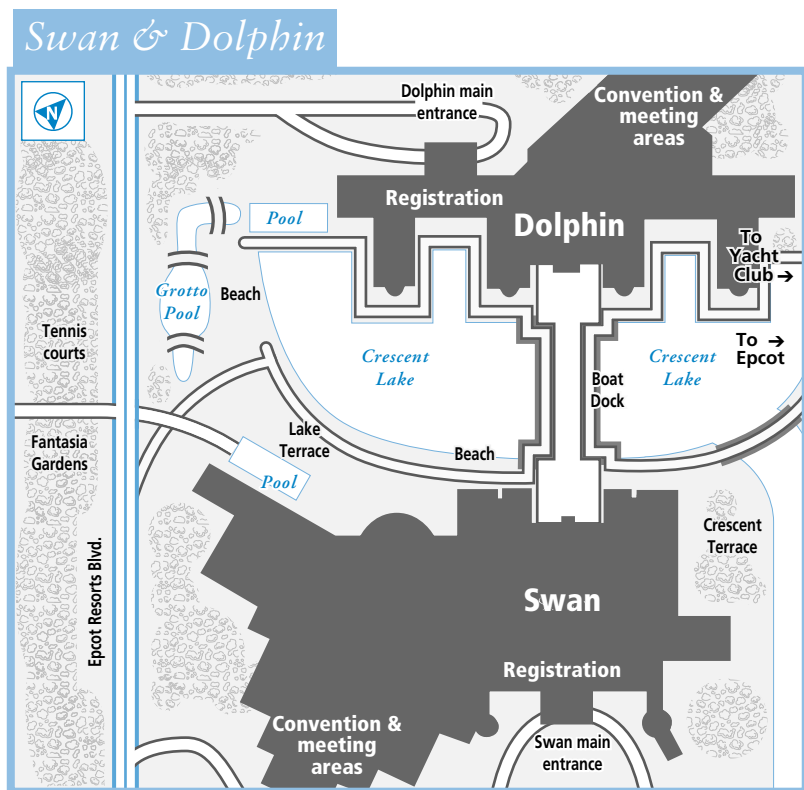 Swan & Dolphin
N
Dolphin main
entrance
Convention &
meeting
areas
Registration
Dolphin
Pool
To
Yacht
Club →
Grotto
Pool
Beach
Tennis
courts
Crescent
Lake
Crescent
Lake
To →
Epcot
Boat
Dock
Fantasia
Gardens
Lake
Terrace
Beach
Pool
Crescent
Terrace
Epcot Resorts Blvd.
Swan
Registration
Convention &
meeting
areas
Swan main
entrance